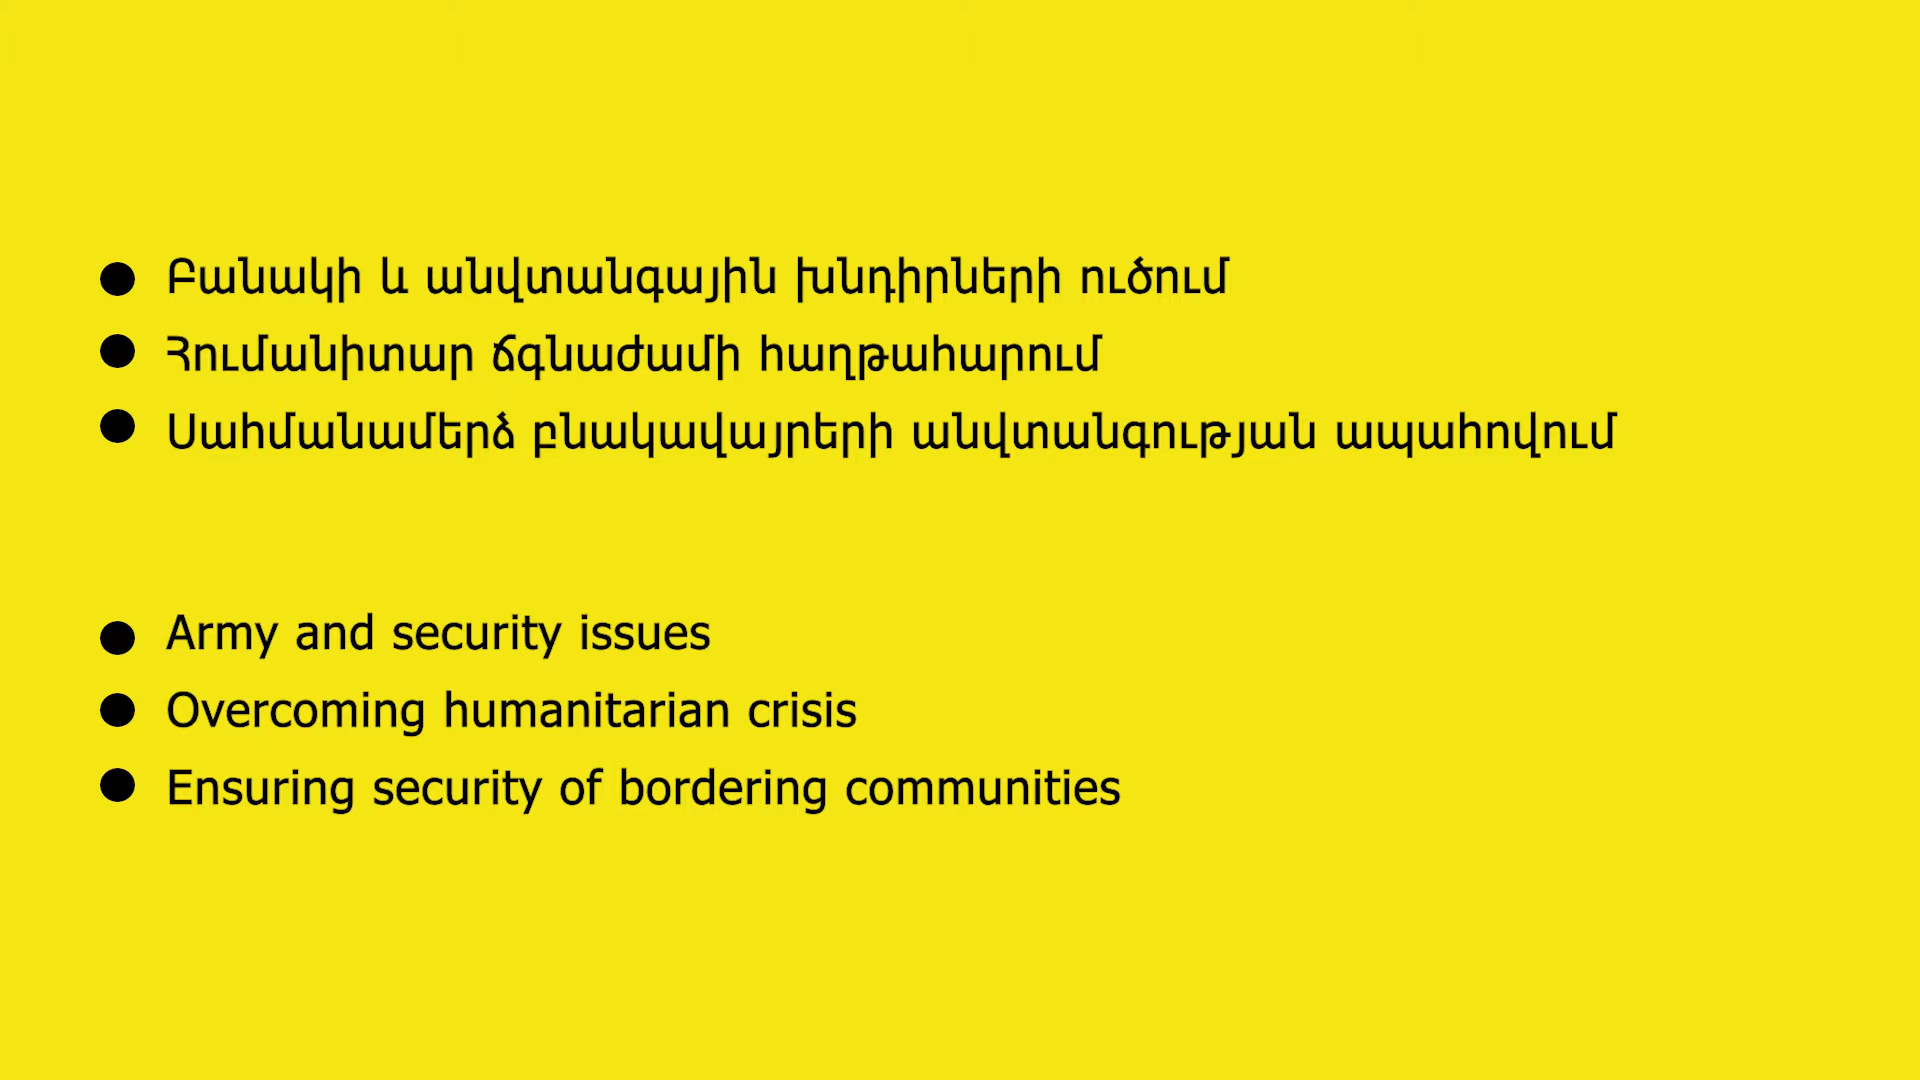 ● Բանակի և անվտանգային խնդիրների ուծում
● Հումանիտար ճգնաժամի հաղթահարում
● Սահմանամերձ բնակավայրերի անվտանգության ապահովում
● Army and security issues
● Overcoming humanitarian crisis
● Ensuring security of bordering communities